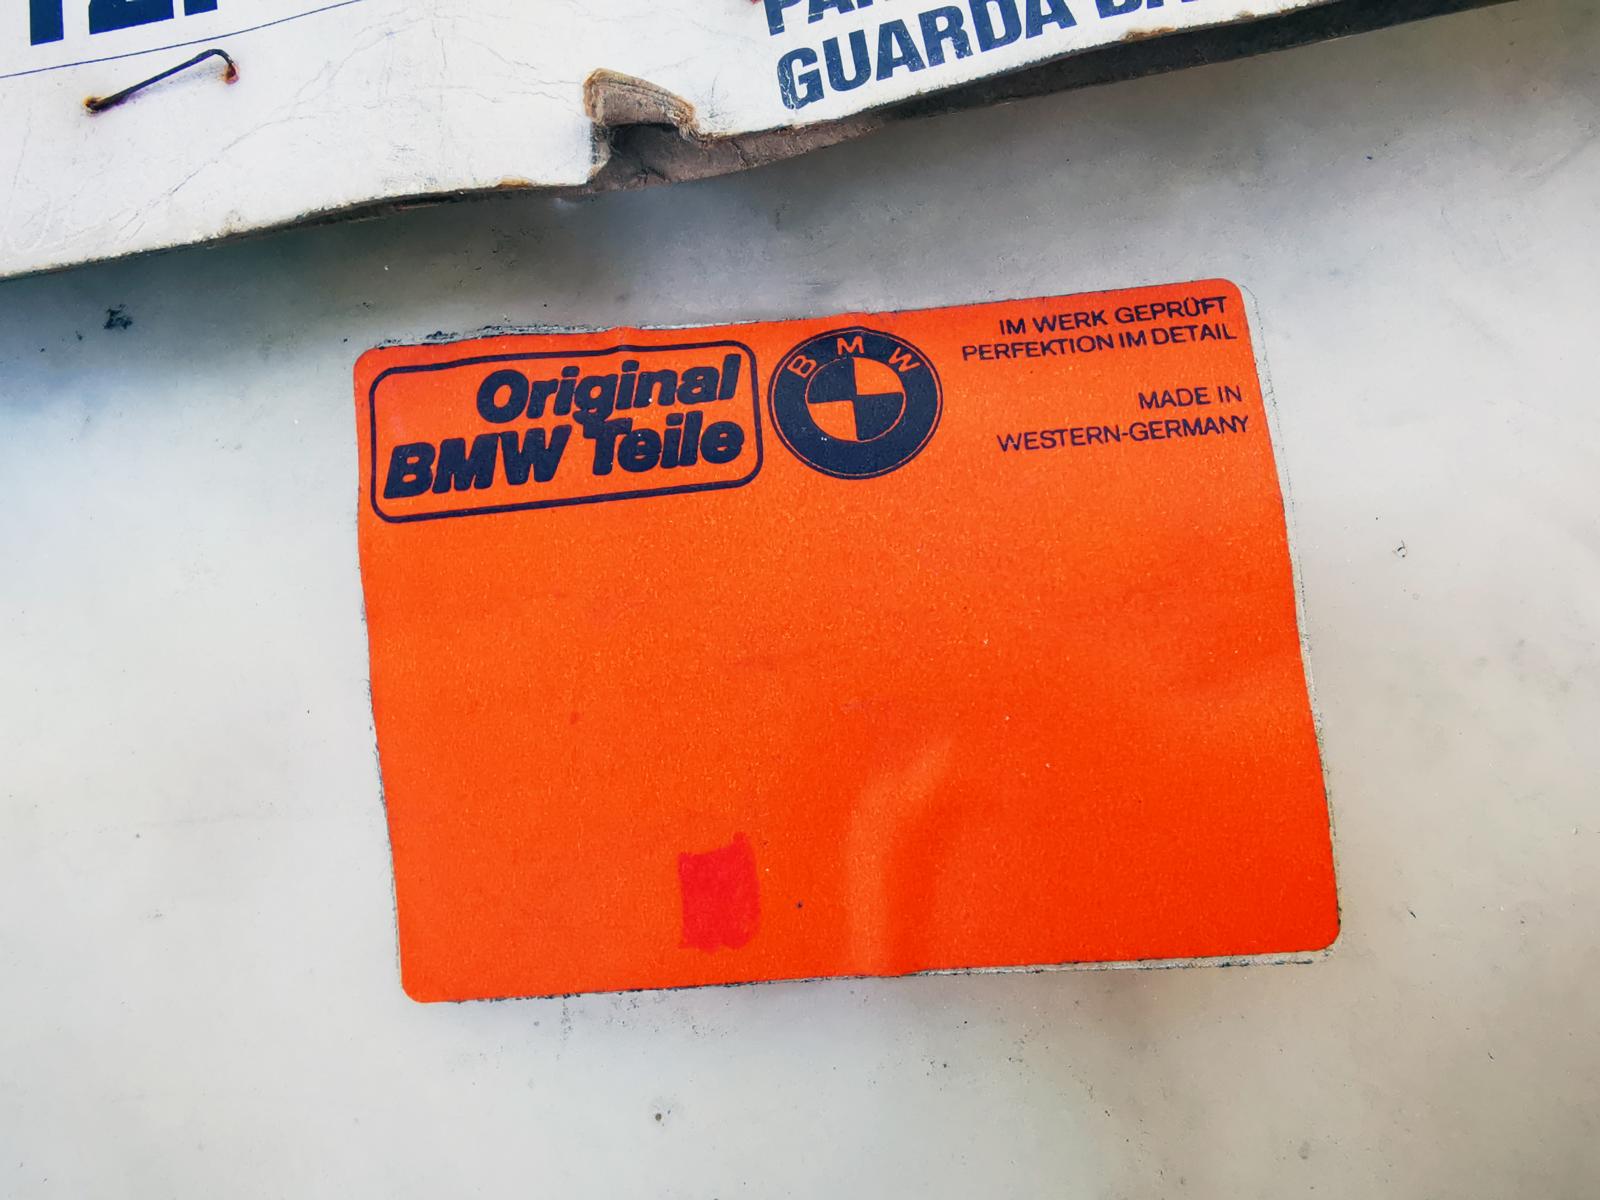 GUARDA
Original
BMW Teile
BMW
IM WERK GEPRÜFT
PERFEKTION IM DETAIL
MADE IN
WESTERN-GERMANY